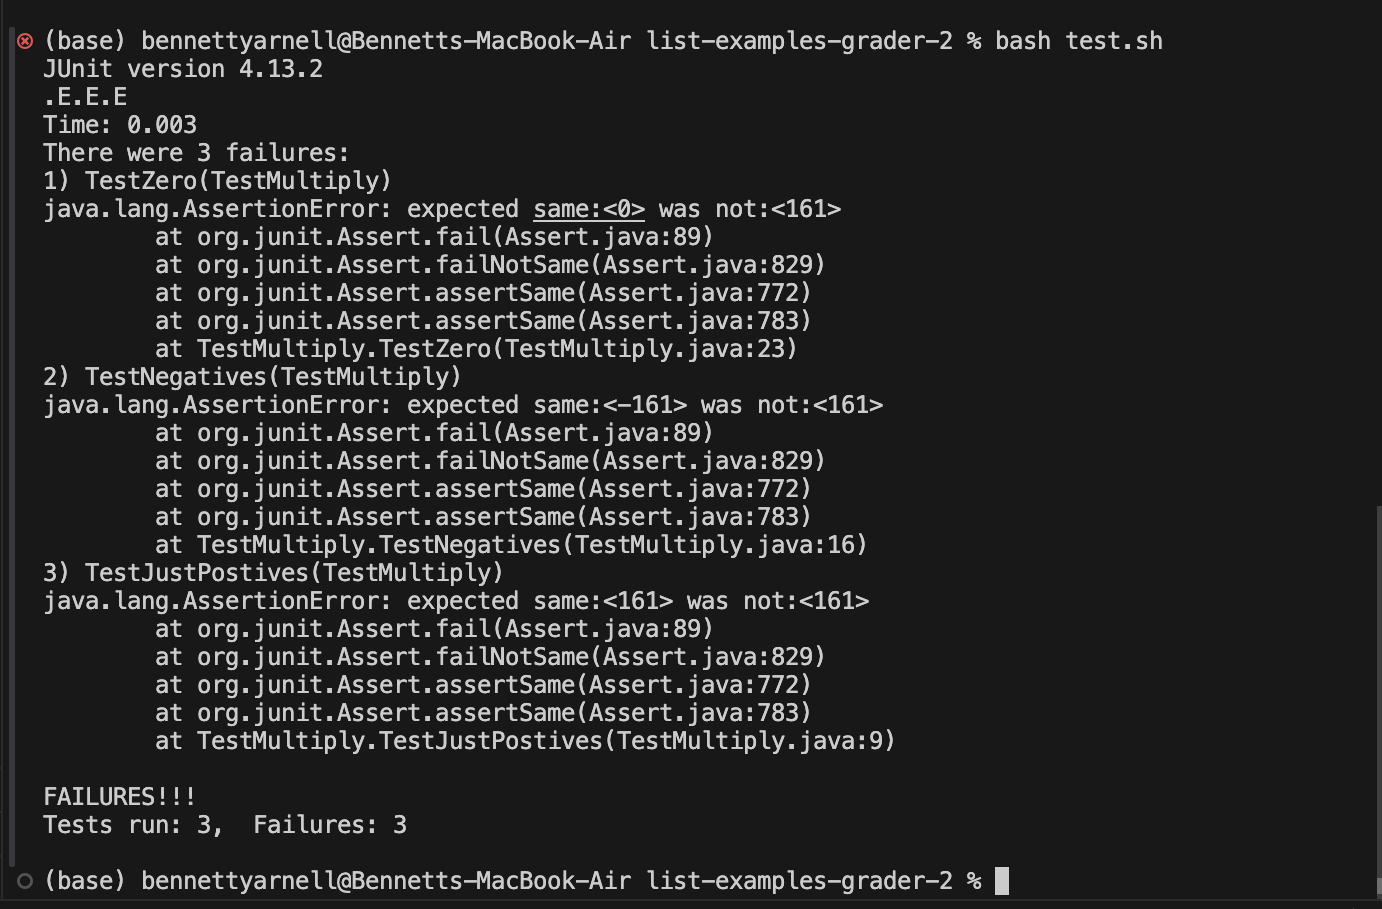 (base) bennettyarnell@Bennetts-MacBook-Air list-examples-grader-2 % bash test.sh
JUnit version 4.13.2
.E.E.E
Time: 0.003
There were 3 failures:
1) TestZero(TestMultiply)
java.lang.AssertionError: expected same:<0> was not:<161>
        at org.junit.Assert.fail(Assert.java:89)
        at org.junit.Assert.failNotSame(Assert.java:829)
        at org.junit.Assert.assertSame(Assert.java:772)
        at org.junit.Assert.assertSame(Assert.java:783)
        at TestMultiply.TestZero(TestMultiply.java:23)
2) TestNegatives(TestMultiply)
java.lang.AssertionError: expected same:<-161> was not:<161>
        at org.junit.Assert.fail(Assert.java:89)
        at org.junit.Assert.failNotSame(Assert.java:829)
        at org.junit.Assert.assertSame(Assert.java:772)
        at org.junit.Assert.assertSame(Assert.java:783)
        at TestMultiply.TestNegatives(TestMultiply.java:16)
3) TestJustPostives(TestMultiply)
java.lang.AssertionError: expected same:<161> was not:<161>
        at org.junit.Assert.fail(Assert.java:89)
        at org.junit.Assert.failNotSame(Assert.java:829)
        at org.junit.Assert.assertSame(Assert.java:772)
        at org.junit.Assert.assertSame(Assert.java:783)
        at TestMultiply.TestJustPostives(TestMultiply.java:9)

FAILURES!!!
Tests run: 3,  Failures: 3

(base) bennettyarnell@Bennetts-MacBook-Air list-examples-grader-2 %